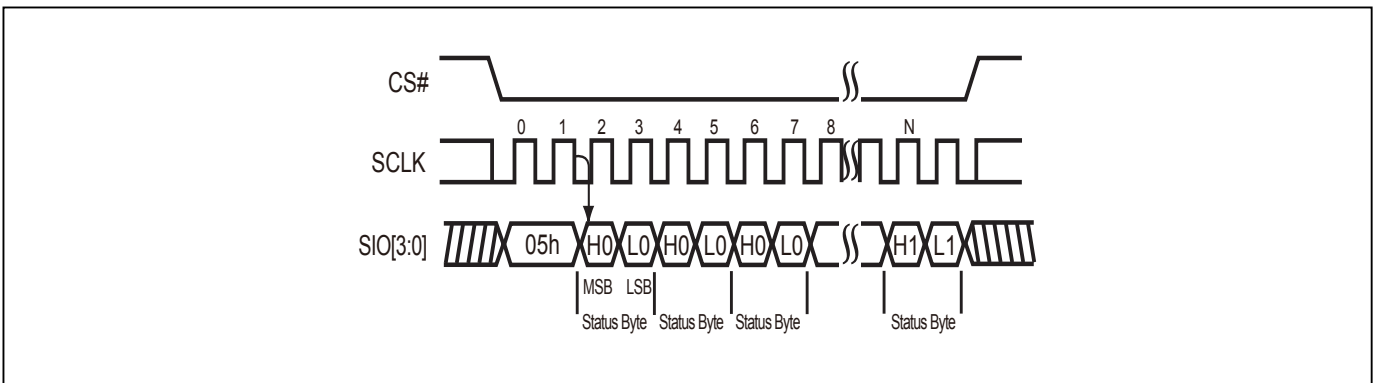 CS#
0 1 2 3 4 5 6 7 8 N
SCLK
SIO[3:0] 05h H0 L0 H0 L0 H0 L0 H1 L1
MSB LSB
Status Byte Status Byte Status Byte Status Byte